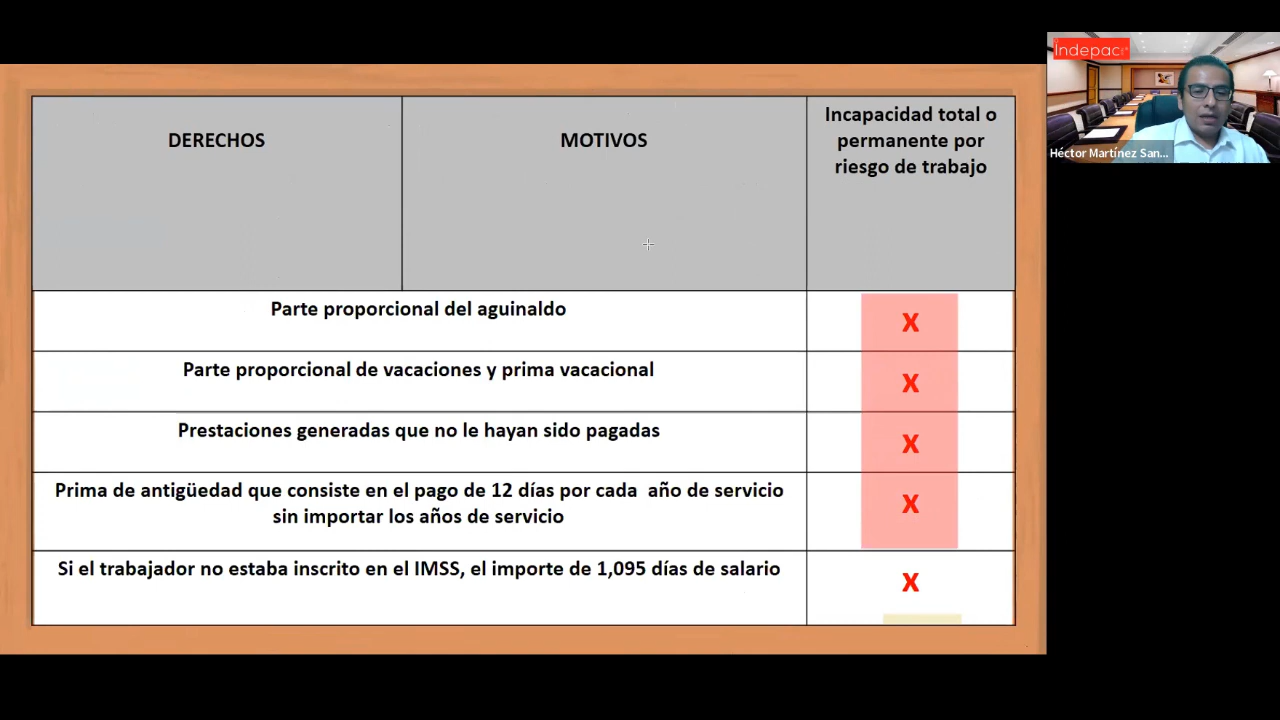 DERECHOS
MOTIVOS
Incapacidad total o
permanente por
riesgo de trabajo
Parte proporcional del aguinaldo
X
Parte proporcional de vacaciones y prima vacacional
X
Prestaciones generadas que no le hayan sido pagadas
X
Prima de antigüedad que consiste en el pago de 12 días por cada año de servicio
sin importar los años de servicio
X
Si el trabajador no estaba inscrito en el IMSS, el importe de 1,095 días de salario
X
Indepac
Héctor Martínez San...